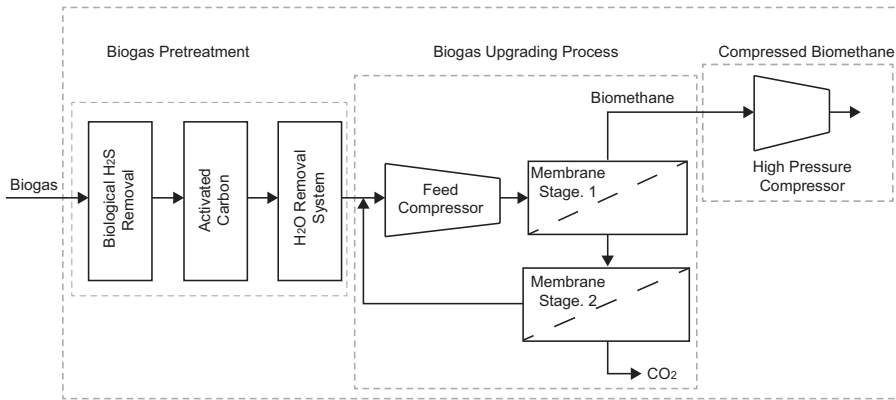 Biogas Pretreatment
Biogas Upgrading Process
Compressed Biomethane
Biogas
Biological H2S
Removal
Activated
Carbon
H2O Removal
System
Feed
Compressor
Biomethane
Membrane
Stage. 1
Membrane
Stage. 2
CO2
High Pressure
Compressor